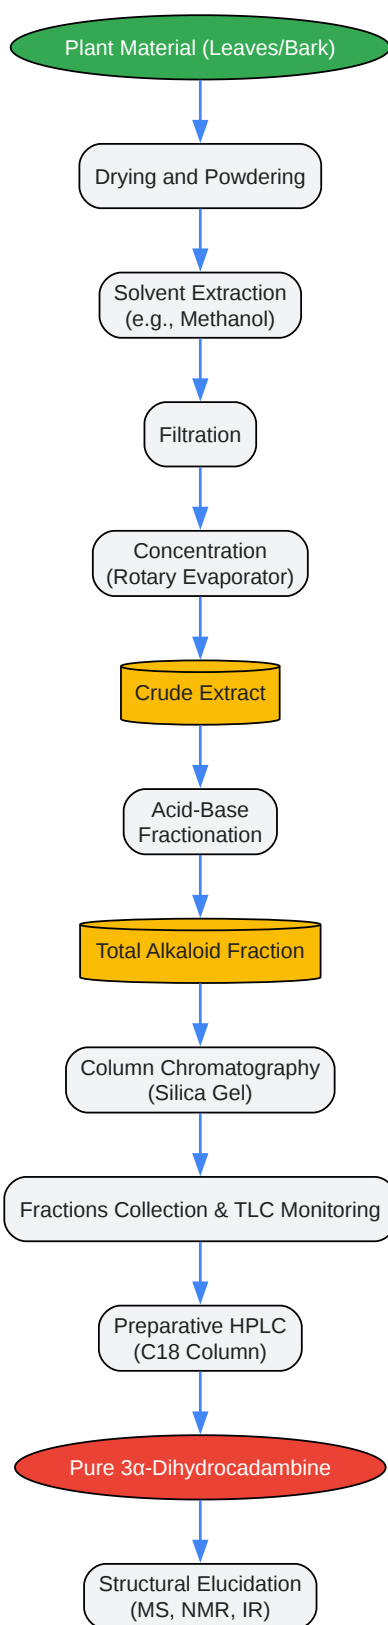 Plant Material (Leaves/Bark)
Drying and Powdering
Solvent Extraction
(e.g., Methanol)
Filtration
Concentration
(Rotary Evaporator)
Crude Extract
Acid-Base
Fractionation
Total Alkaloid Fraction
Column Chromatography
(Silica Gel)
Fractions Collection & TLC Monitoring
Preparative HPLC
(C18 Column)
Pure 3α-Dihydrocadambine
Structural Elucidation
(MS, NMR, IR)